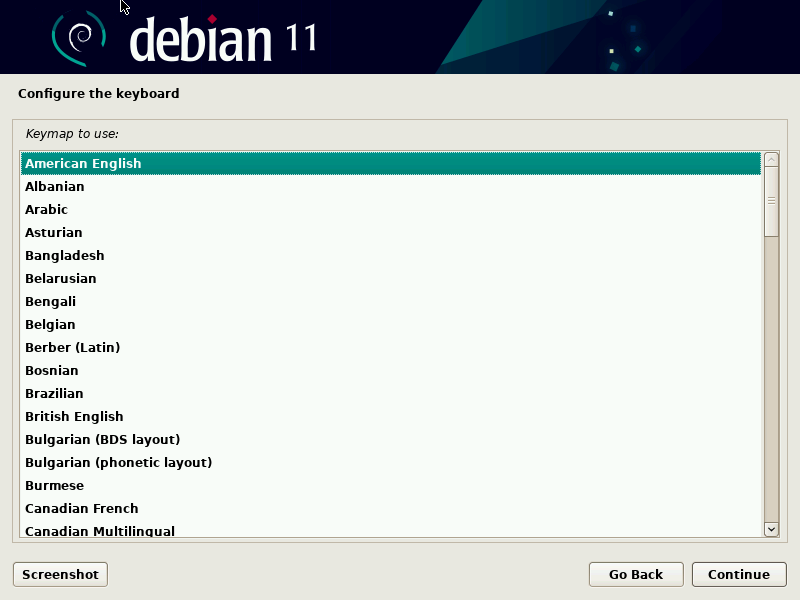 debian 11
Configure the keyboard
Keymap to use:
American English
Albanian
Arabic
Asturian
Bangladesh
Belarusian
Bengali
Belgian
Berber (Latin)
Bosnian
Brazilian
British English
Bulgarian (BDS layout)
Bulgarian (phonetic layout)
Burmese
Canadian French
Canadian Multilingual
Screenshot
Go Back
Continue